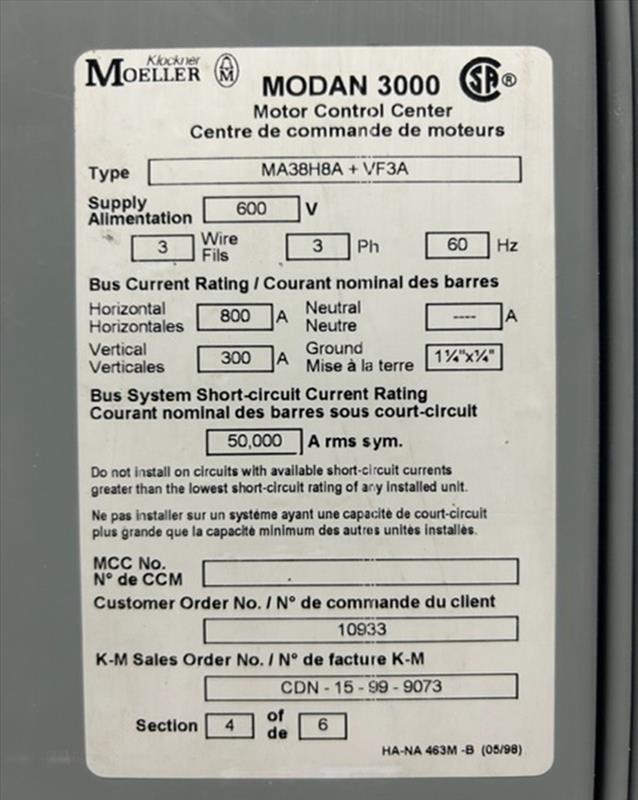 Klockner
MOELLER M MODAN 3000 SA ®
Motor Control Center
Centre de commande de moteurs
Type MA38H8A + VF3A
Supply
Alimentation 600 V
3 Wire Fils 3 Ph 60 Hz
Bus Current Rating / Courant nominal des barres
Horizontal
Horizontales 800 A Neutral
Neutre ---- A
Vertical
Verticales 300 A Ground
Mise à la terre 1¼"x¼"
Bus System Short-circuit Current Rating
Courant nominal des barres sous court-circuit
50,000 A rms sym.
Do not install on circuits with available short-circuit currents
greater than the lowest short-circuit rating of any installed unit.
Ne pas installer sur un système ayant une capacité de court-circuit
plus grande que la capacité minimum des autres unités installés.
MCC No.
N° de CCM
Customer Order No. / N° de commande du client
10933
K-M Sales Order No. / N° de facture K-M
CDN - 15 - 99 - 9073
Section 4 of de 6
HA-NA 463M -B (05/98)